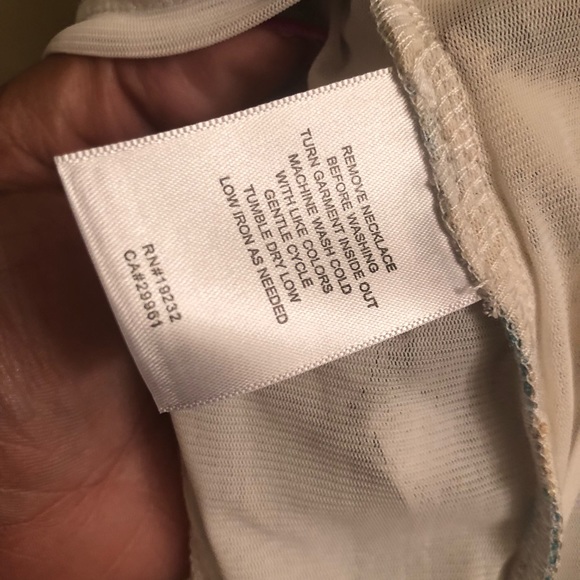 REMOVE NECKLACE
BEFORE WASHING
TURN GARMENT INSIDE OUT
MACHINE WASH COLD
WITH LIKE COLORS
GENTLE CYCLE
TUMBLE DRY LOW
LOW IRON AS NEEDED
RN#19232
CA#29961